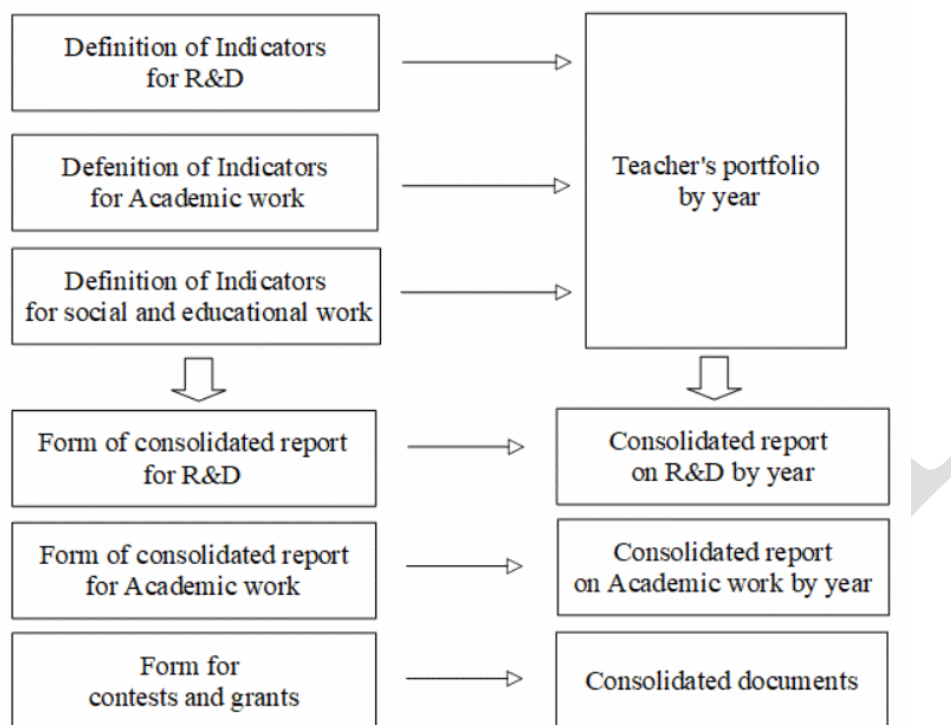 Definition of Indicators
for R&D
Defenition of Indicators
for Academic work
Definition of Indicators
for social and educational work
Teacher's portfolio
by year
Form of consolidated report
for R&D
Consolidated report
on R&D by year
Form of consolidated report
for Academic work
Consolidated report
on Academic work by year
Form for
contests and grants
Consolidated documents